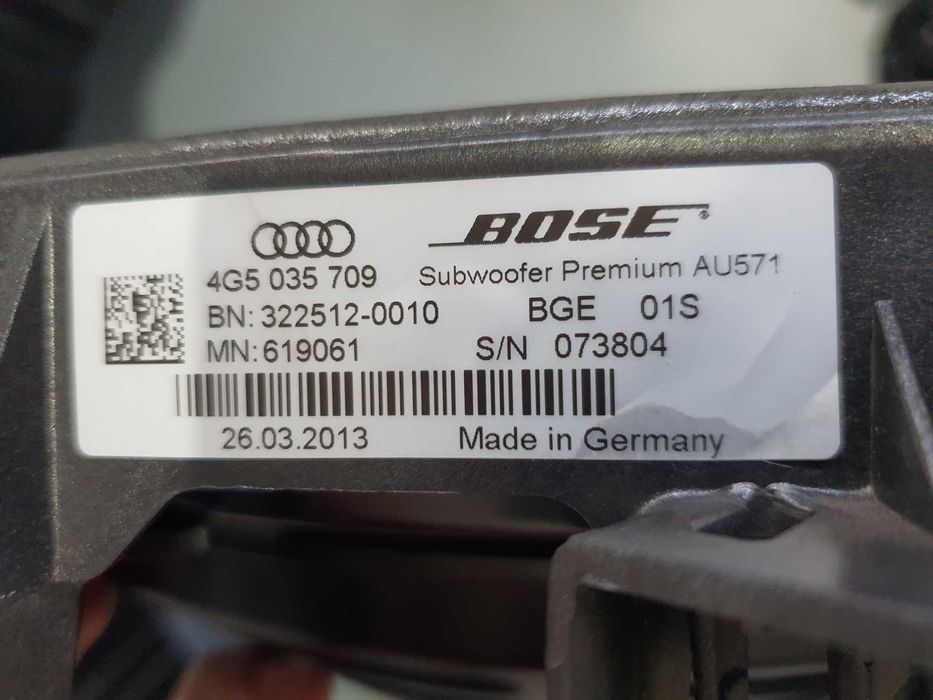 BOSE®
4G5 035 709 Subwoofer Premium AU571
BN: 322512-0010 BGE 01S
MN: 619061 S/N 073804
26.03.2013 Made in Germany